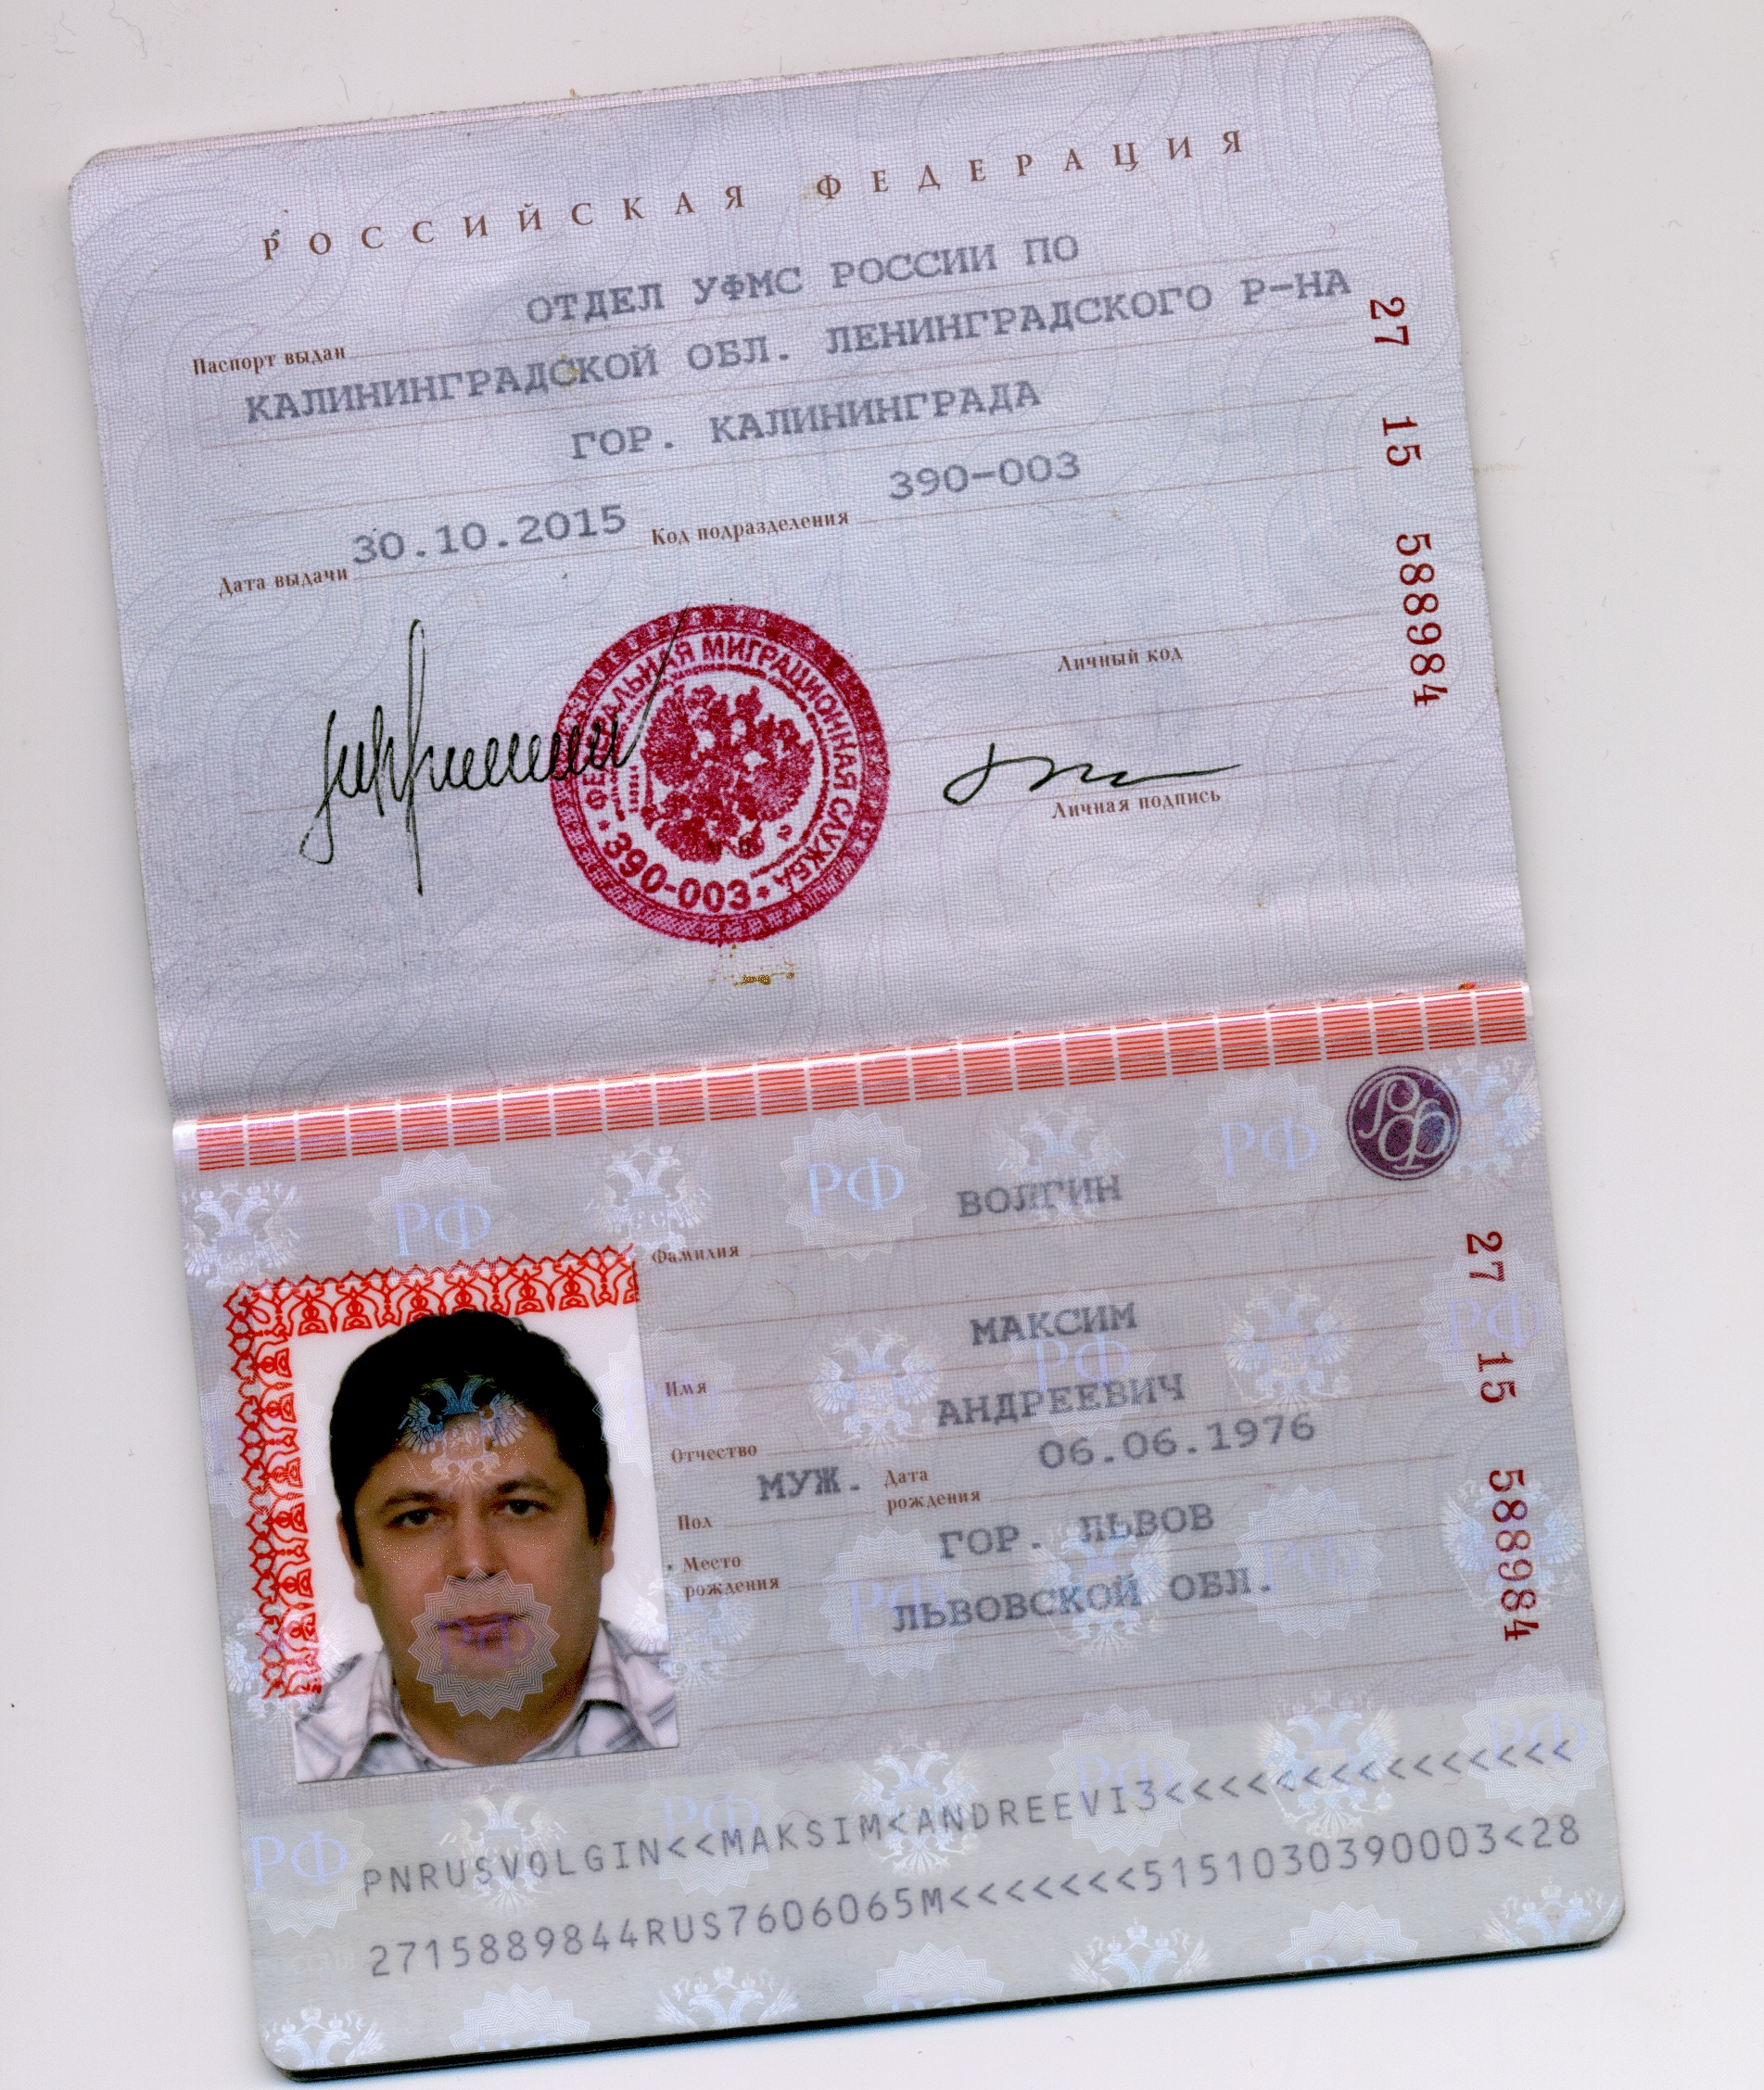 РОССИЙСКАЯ ФЕДЕРАЦИЯ
Паспорт выдан ОТДЕЛ УФМС РОССИИ ПО
КАЛИНИНГРАДСКОЙ ОБЛ. ЛЕНИНГРАДСКОГО Р-НА
ГОР. КАЛИНИНГРАДА
Дата выдачи 30.10.2015 Код подразделения 390-003
27 15 588984
Личный код
Личная подпись
ФЕДЕРАЛЬНАЯ МИГРАЦИОННАЯ СЛУЖБА
390-003
РФ
Фамилия ВОЛГИН
Имя МАКСИМ
Отчество АНДРЕЕВИЧ
Пол МУЖ. Дата рождения 06.06.1976
Место рождения ГОР. ЛЬВОВ
ЛЬВОВСКОЙ ОБЛ.
27 15 588984
PNRUSVOLGIN<<MAKSIM<ANDREEVI3<<<<<<<<<<<<<<<
2715889844RUS7606065M<<<<<<<5151030390003<28